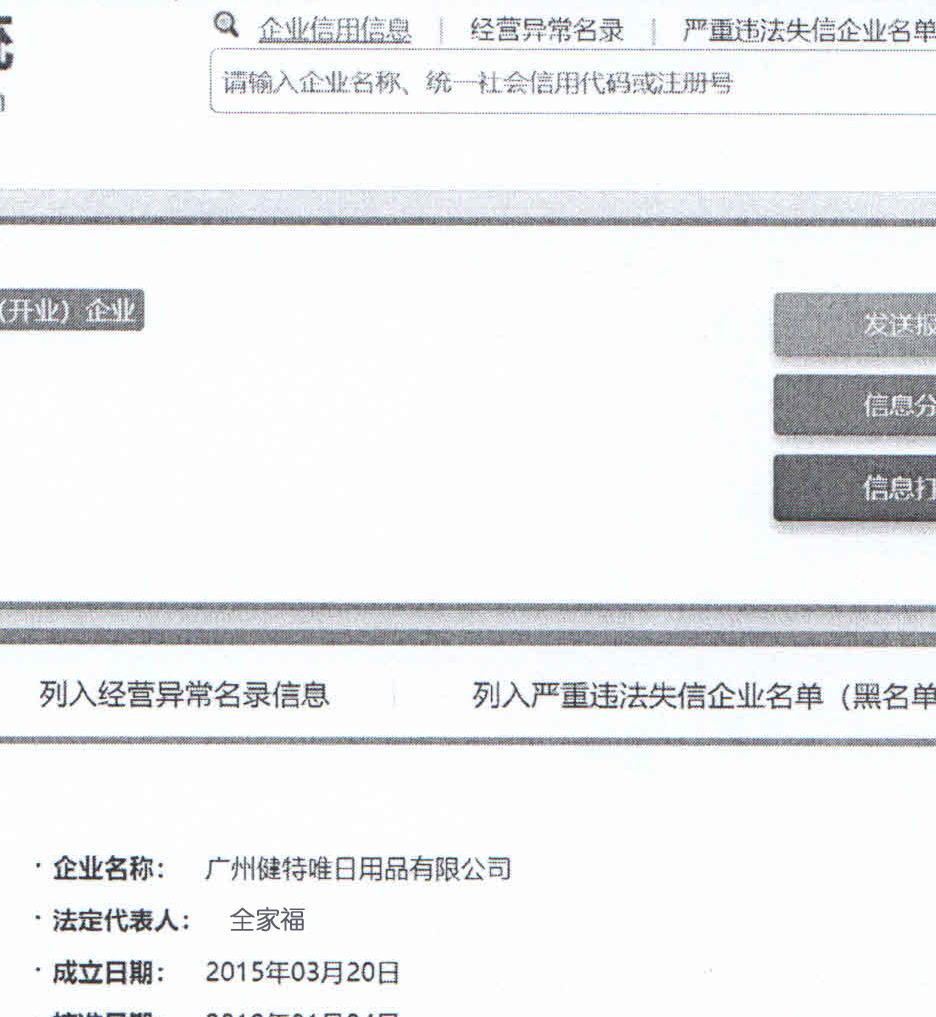 企业信用信息 | 经营异常名录 | 严重违法失信企业名单
请输入企业名称、统一社会信用代码或注册号
(开业) 企业
发送报
信息分
信息打
列入经营异常名录信息 列入严重违法失信企业名单（黑名单
· 企业名称： 广州健特唯日用品有限公司
· 法定代表人： 全家福
· 成立日期： 2015年03月20日